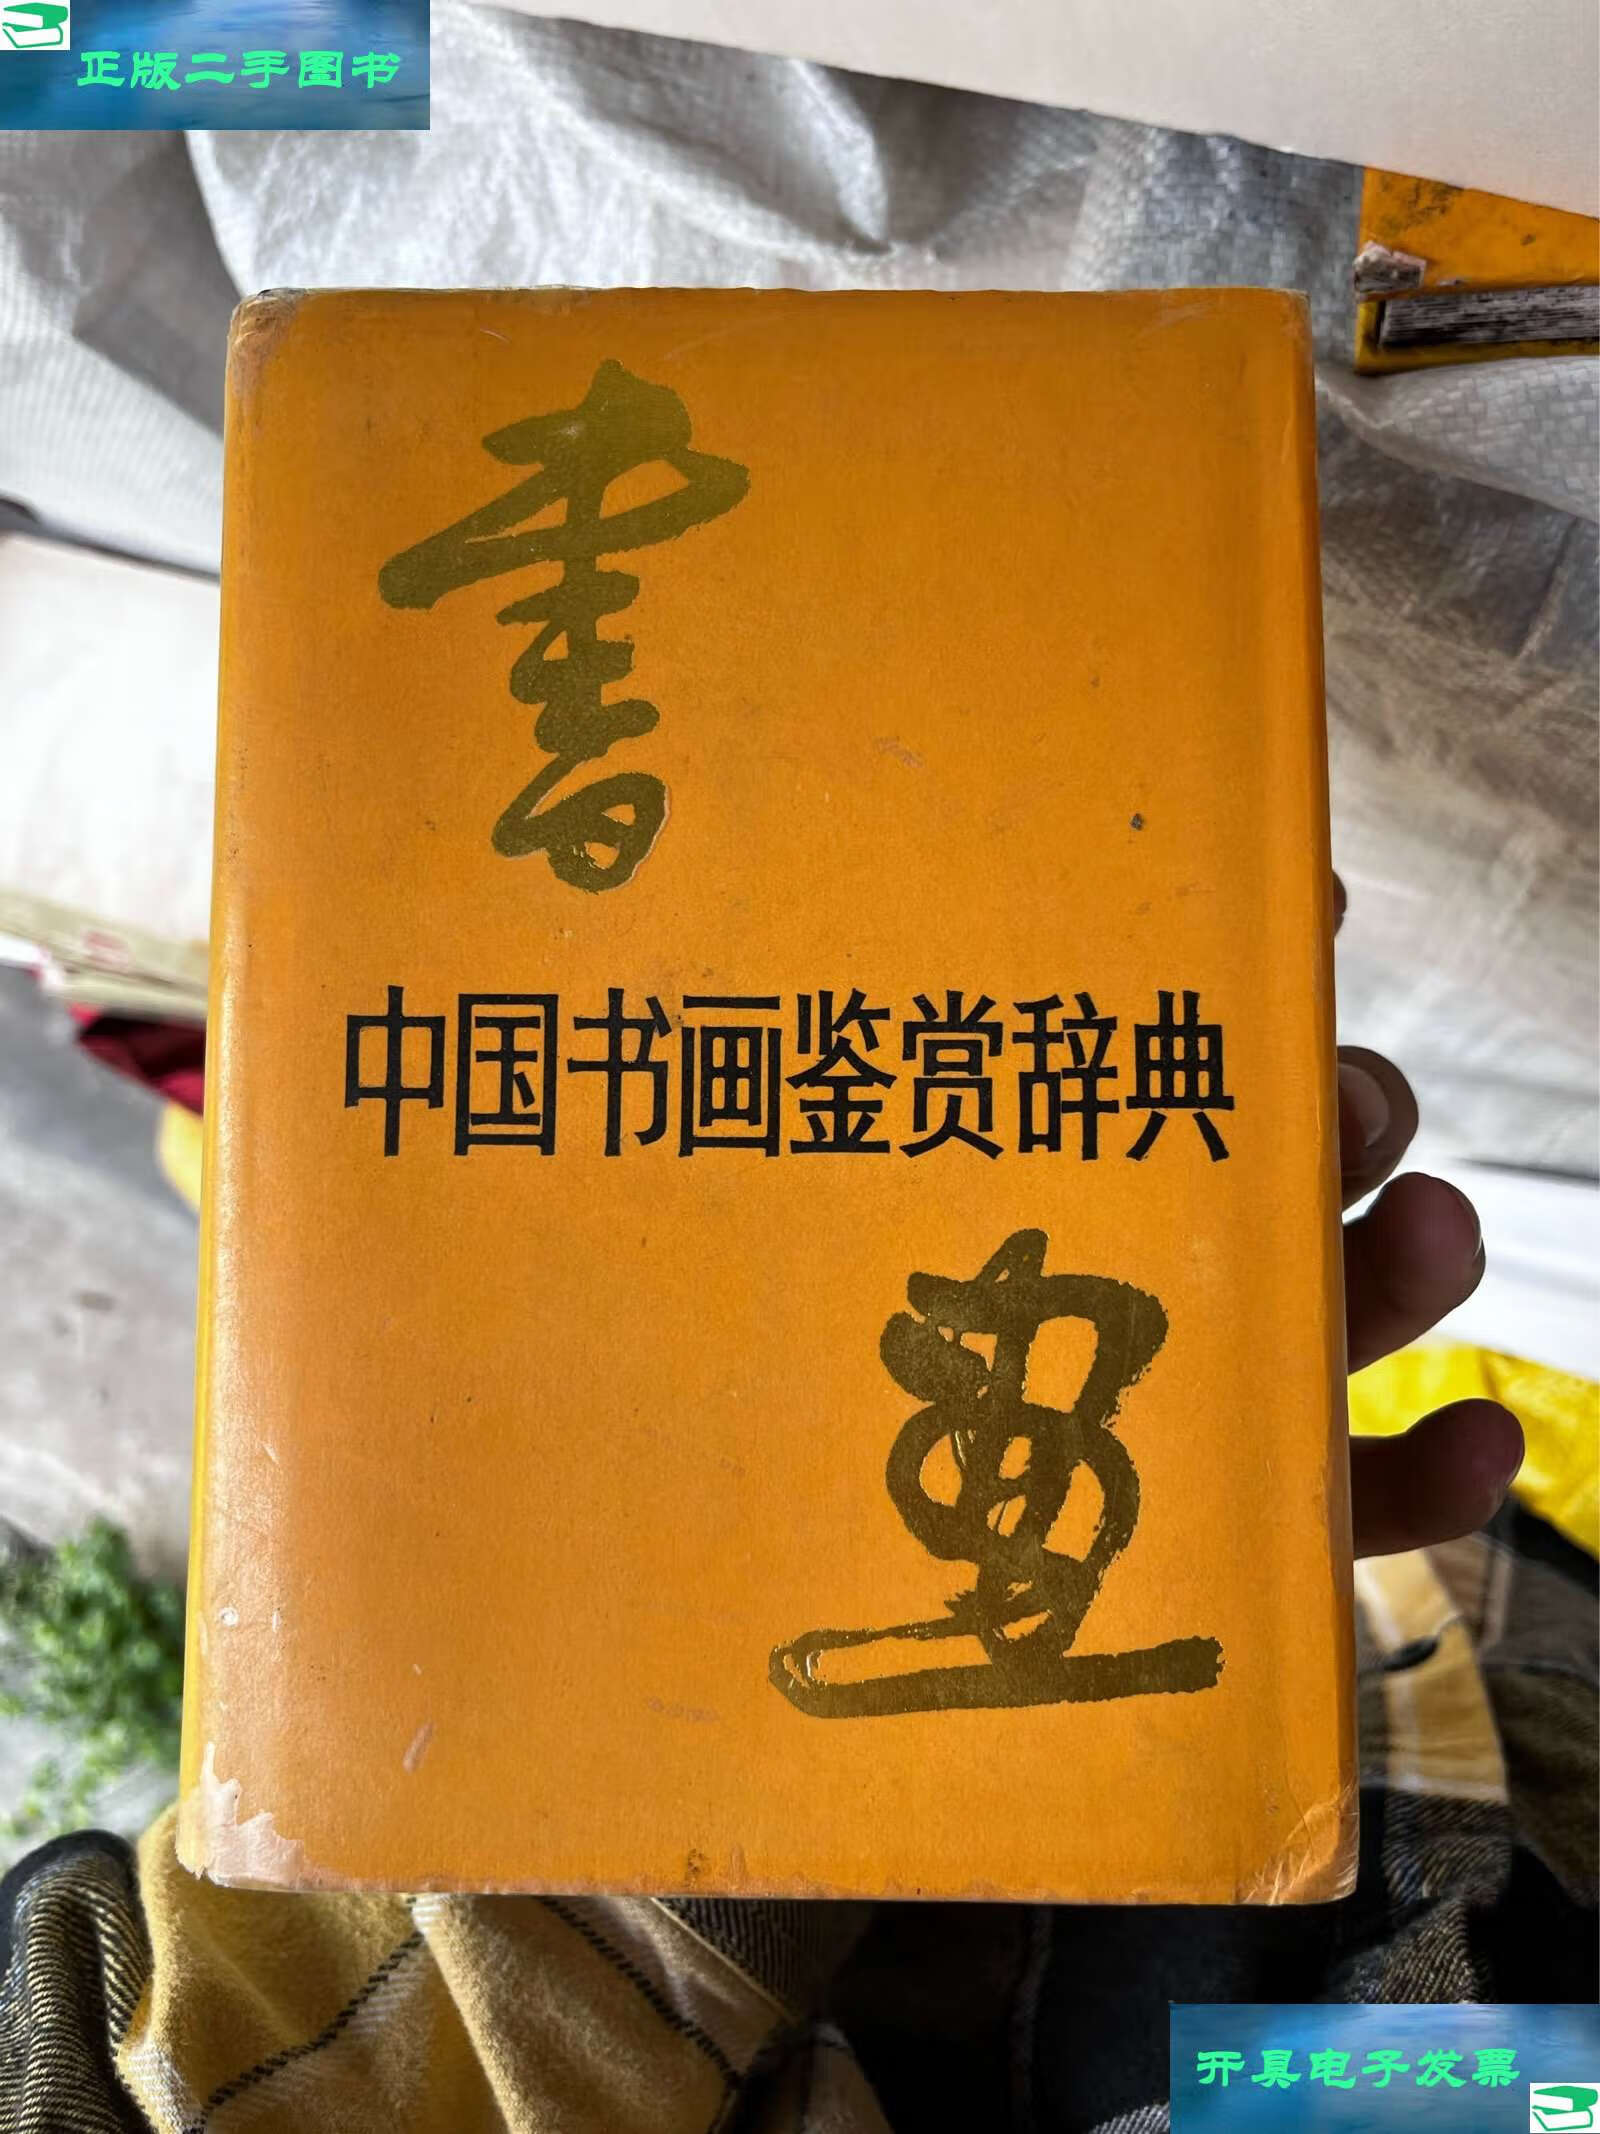 正版二手图书
書
中国书画鉴赏辞典
畫
开具电子发票